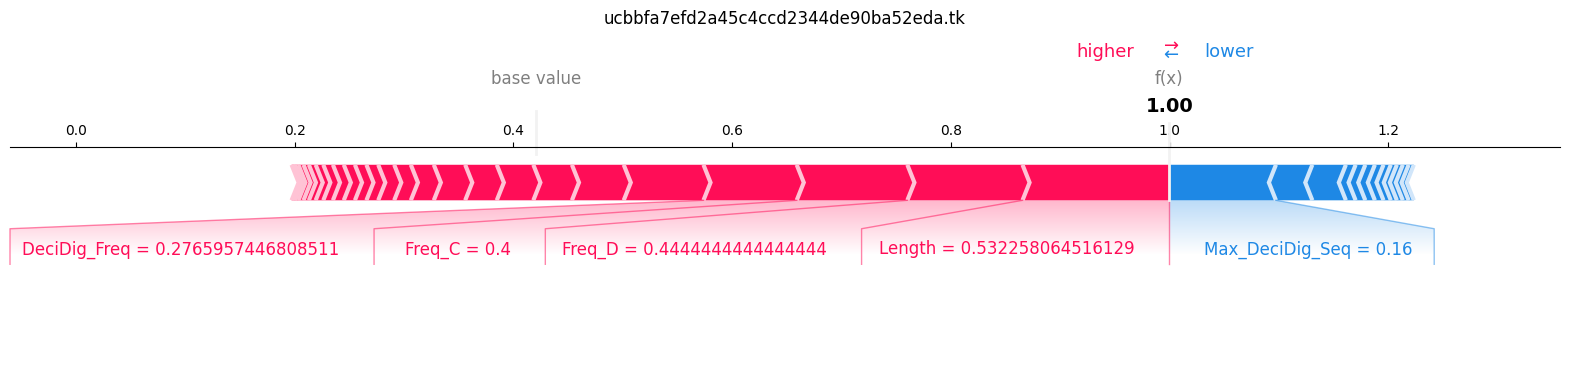 ucbbfa7efd2a45c4ccd2344de90ba52eda.tk
higher ⇄ lower
base value f(x)
1.00
0.0 0.2 0.4 0.6 0.8 1.0 1.2
DeciDig_Freq = 0.2765957446808511 Freq_C = 0.4 Freq_D = 0.4444444444444444 Length = 0.532258064516129 Max_DeciDig_Seq = 0.16